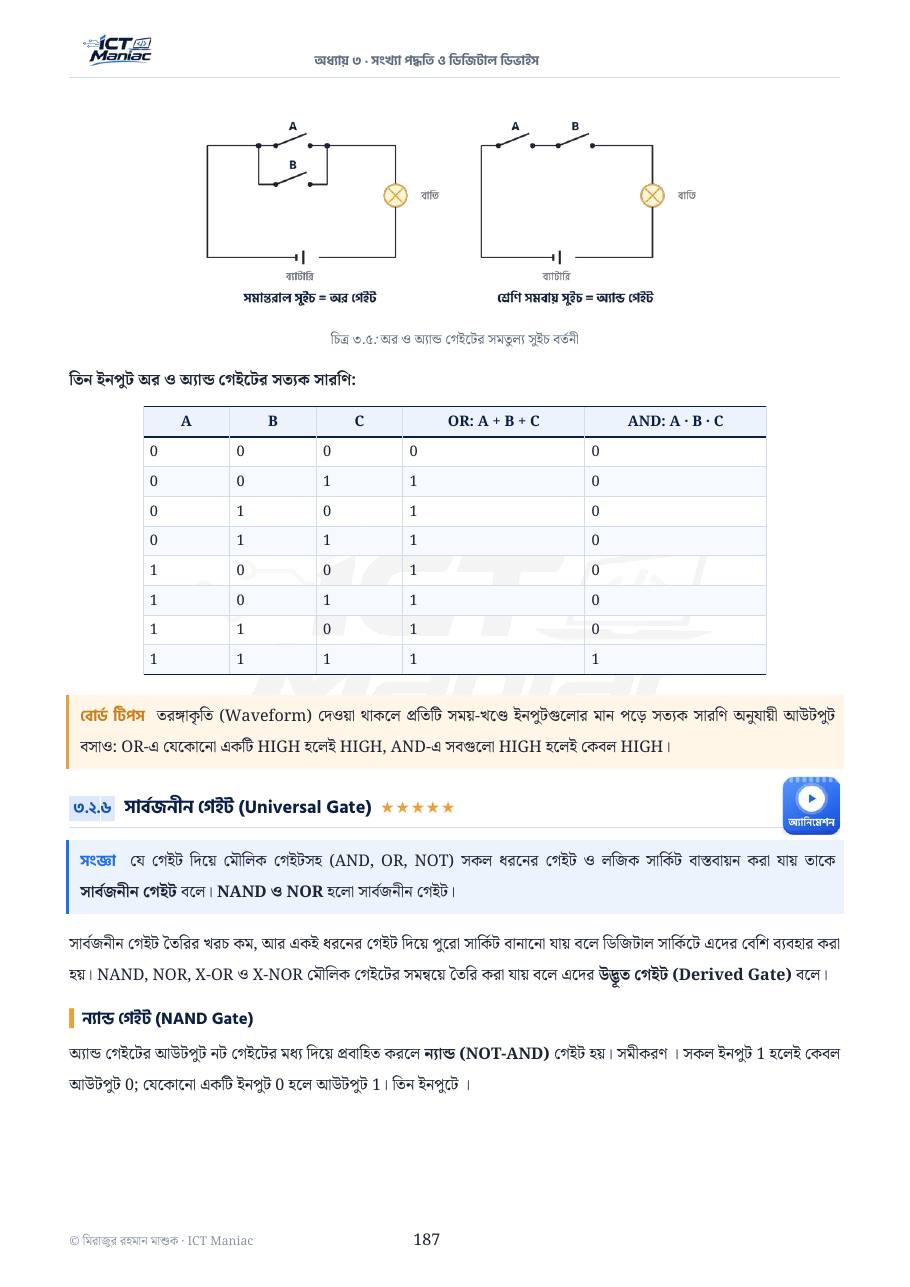 ICT
Maniac
অধ্যায় ৩ · সংখ্যা পদ্ধতি ও ডিজিটাল ডিভাইস
A
B
বাতি
ব্যাটারি
সমান্তরাল সুইচ = অর গেইট
A B
বাতি
ব্যাটারি
শ্রেণি সমবায় সুইচ = অ্যান্ড গেইট
চিত্র ৩.৫: অর ও অ্যান্ড গেইটের সমতুল্য সুইচ বর্তনী
তিন ইনপুট অর ও অ্যান্ড গেইটের সত্যক সারণি:
A B C OR: A + B + C AND: A · B · C
0 0 0 0 0
0 0 1 1 0
0 1 0 1 0
0 1 1 1 0
1 0 0 1 0
1 0 1 1 0
1 1 0 1 0
1 1 1 1 1
ICT
Maniac
বোর্ড টিপস তরঙ্গাকৃতি (Waveform) দেওয়া থাকলে প্রতিটি সময়-খণ্ডে ইনপুটগুলোর মান পড়ে সত্যক সারণি অনুযায়ী আউটপুট
বসাও: OR-এ যেকোনো একটি HIGH হলেই HIGH, AND-এ সবগুলো HIGH হলেই কেবল HIGH।
৩.২.৬ সার্বজনীন গেইট (Universal Gate) ★★★★★
অ্যানিমেশন
সংজ্ঞা যে গেইট দিয়ে মৌলিক গেইটসহ (AND, OR, NOT) সকল ধরনের গেইট ও লজিক সার্কিট বাস্তবায়ন করা যায় তাকে
সার্বজনীন গেইট বলে। NAND ও NOR হলো সার্বজনীন গেইট।
সার্বজনীন গেইট তৈরির খরচ কম, আর একই ধরনের গেইট দিয়ে পুরো সার্কিট বানানো যায় বলে ডিজিটাল সার্কিটে এদের বেশি ব্যবহার করা
হয়। NAND, NOR, X-OR ও X-NOR মৌলিক গেইটের সমন্বয়ে তৈরি করা যায় বলে এদের উদ্ভূত গেইট (Derived Gate) বলে।
ন্যান্ড গেইট (NAND Gate)
অ্যান্ড গেইটের আউটপুট নট গেইটের মধ্য দিয়ে প্রবাহিত করলে ন্যান্ড (NOT-AND) গেইট হয়। সমীকরণ । সকল ইনপুট 1 হলেই কেবল
আউটপুট 0; যেকোনো একটি ইনপুট 0 হলে আউটপুট 1। তিন ইনপুটে ।
© মিরাজুর রহমান মাশুক · ICT Maniac
187